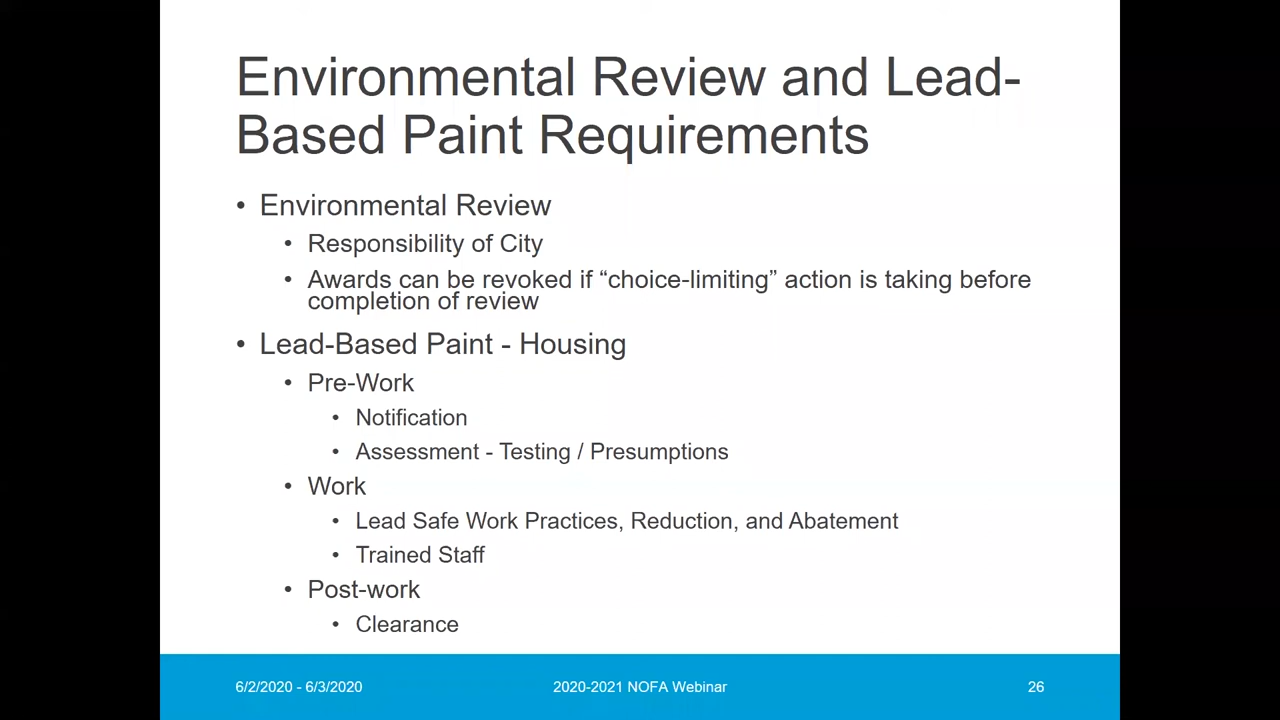 Environmental Review and Lead-
Based Paint Requirements
• Environmental Review
• Responsibility of City
• Awards can be revoked if “choice-limiting” action is taking before
completion of review
• Lead-Based Paint - Housing
• Pre-Work
• Notification
• Assessment - Testing / Presumptions
• Work
• Lead Safe Work Practices, Reduction, and Abatement
• Trained Staff
• Post-work
• Clearance
6/2/2020 - 6/3/2020 2020-2021 NOFA Webinar 26